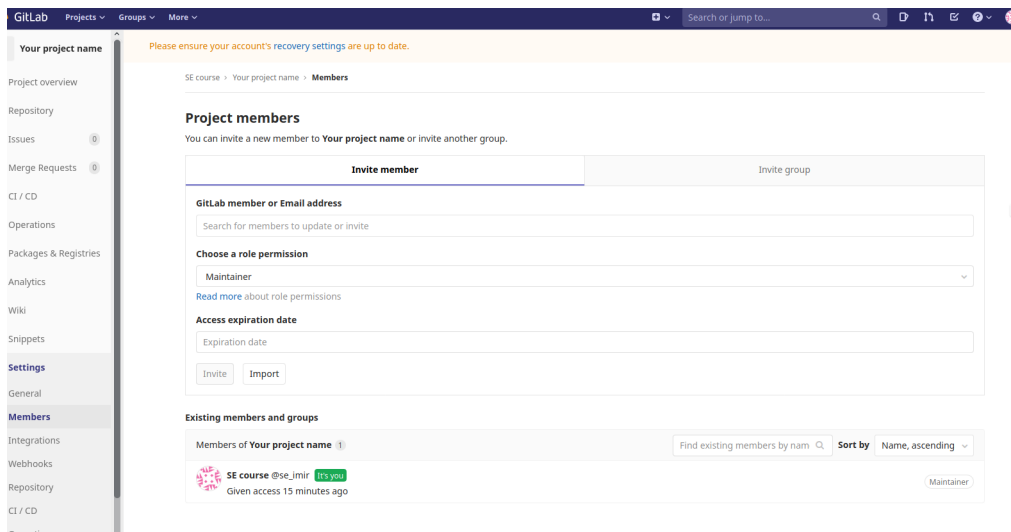 GitLab Projects Groups More Search or jump to...
Your project name
Please ensure your account's recovery settings are up to date.
SE course > Your project name > Members
Project overview
Repository
Issues 0
Merge Requests 0
CI / CD
Operations
Packages & Registries
Analytics
Wiki
Snippets
Settings
General
Members
Integrations
Webhooks
Repository
CI / CD
Project members
You can invite a new member to Your project name or invite another group.
Invite member Invite group
GitLab member or Email address
Search for members to update or invite
Choose a role permission
Maintainer
Read more about role permissions
Access expiration date
Expiration date
Invite Import
Existing members and groups
Members of Your project name 1 Find existing members by nam Sort by Name, ascending
SE course @se_imir It's you
Given access 15 minutes ago
Maintainer